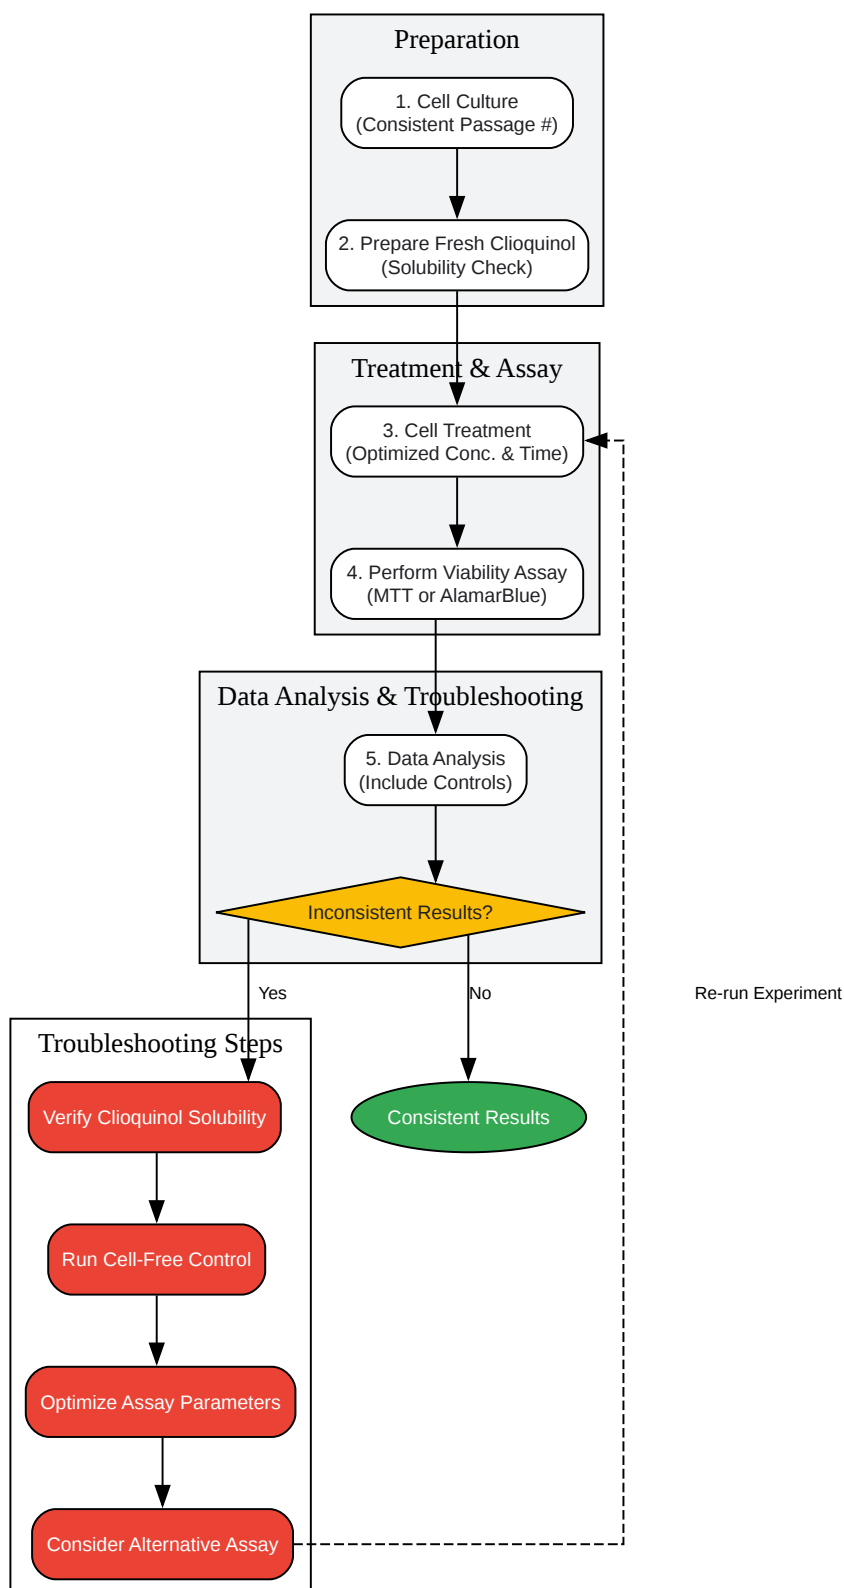 Preparation
1. Cell Culture
(Consistent Passage #)
2. Prepare Fresh Clioquinol
(Solubility Check)
Treatment & Assay
3. Cell Treatment
(Optimized Conc. & Time)
4. Perform Viability Assay
(MTT or AlamarBlue)
Data Analysis & Troubleshooting
5. Data Analysis
(Include Controls)
Inconsistent Results?
Yes
No
Re-run Experiment
Troubleshooting Steps
Verify Clioquinol Solubility
Consistent Results
Run Cell-Free Control
Optimize Assay Parameters
Consider Alternative Assay